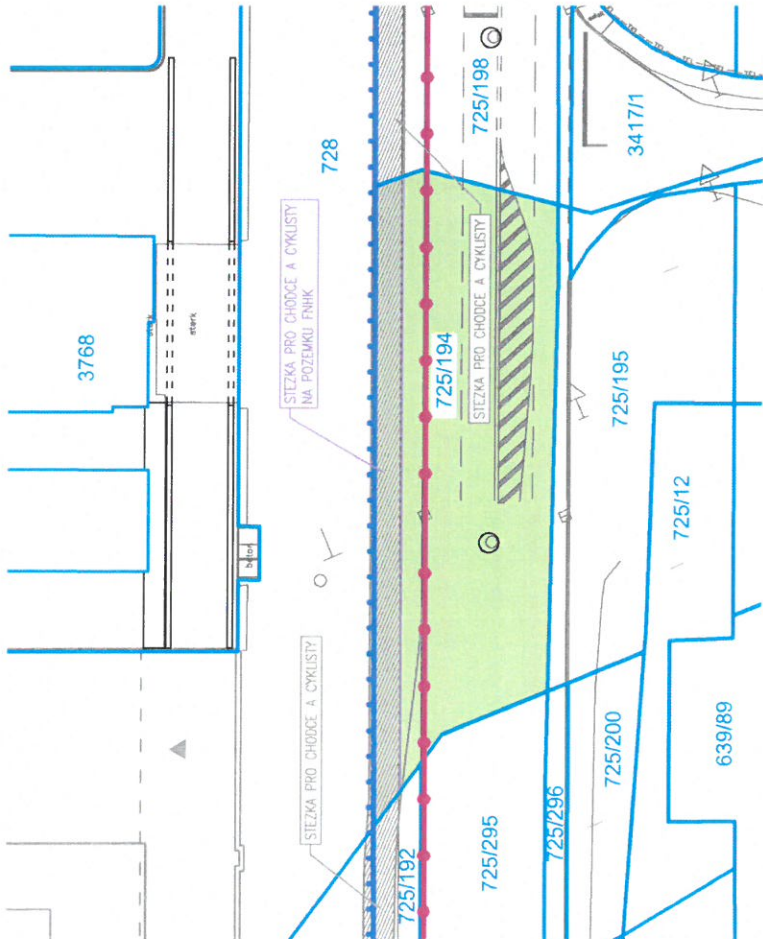 728
725/198
3417/1
STEZKA PRO CHODCE A CYKLISTY
NA POZEMKU FNHK
STEZKA PRO CHODCE A CYKLISTY
3768
sterk
725/194
725/195
725/12
STEZKA PRO CHODCE A CYKLISTY
725/200
639/89
725/296
725/295
725/192